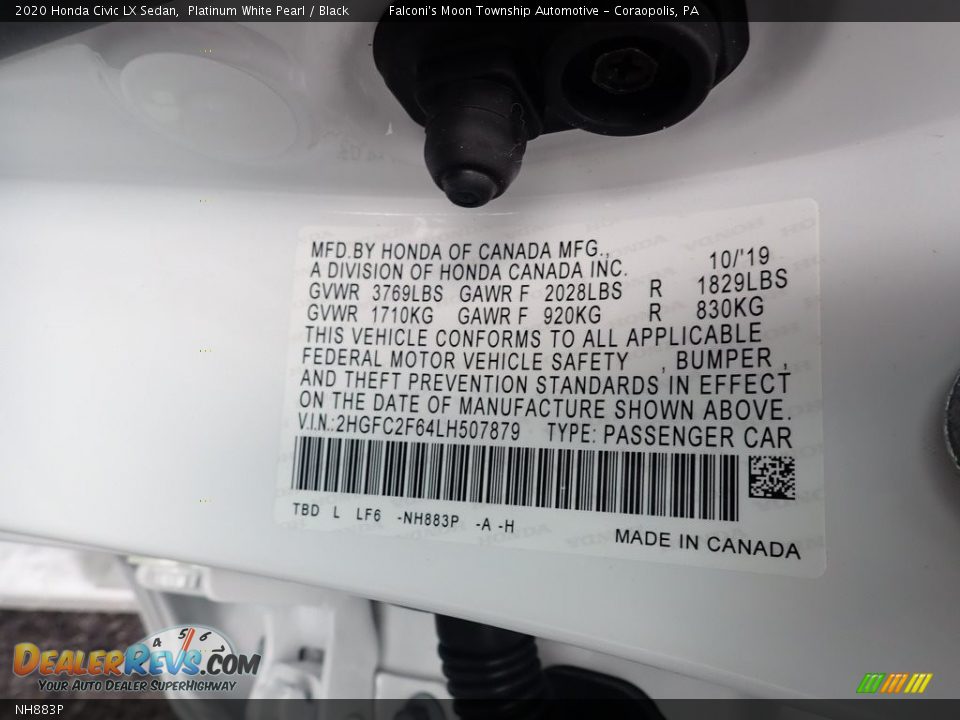 2020 Honda Civic LX Sedan,  Platinum White Pearl / Black        Falconi's Moon Township Automotive - Coraopolis, PA
MFD.BY HONDA OF CANADA MFG.,
A DIVISION OF HONDA CANADA INC.    10/'19
GVWR 3769LBS GAWR F 2028LBS R 1829LBS
GVWR 1710KG GAWR F 920KG R 830KG
THIS VEHICLE CONFORMS TO ALL APPLICABLE
FEDERAL MOTOR VEHICLE SAFETY , BUMPER ,
AND THEFT PREVENTION STANDARDS IN EFFECT
ON THE DATE OF MANUFACTURE SHOWN ABOVE.
V.I.N.:2HGFC2F64LH507879 TYPE: PASSENGER CAR
TBD L LF6 -NH883P -A -H
MADE IN CANADA
4 5 6
DEALERREVS.COM
YOUR AUTO DEALER SUPERHIGHWAY
NH883P